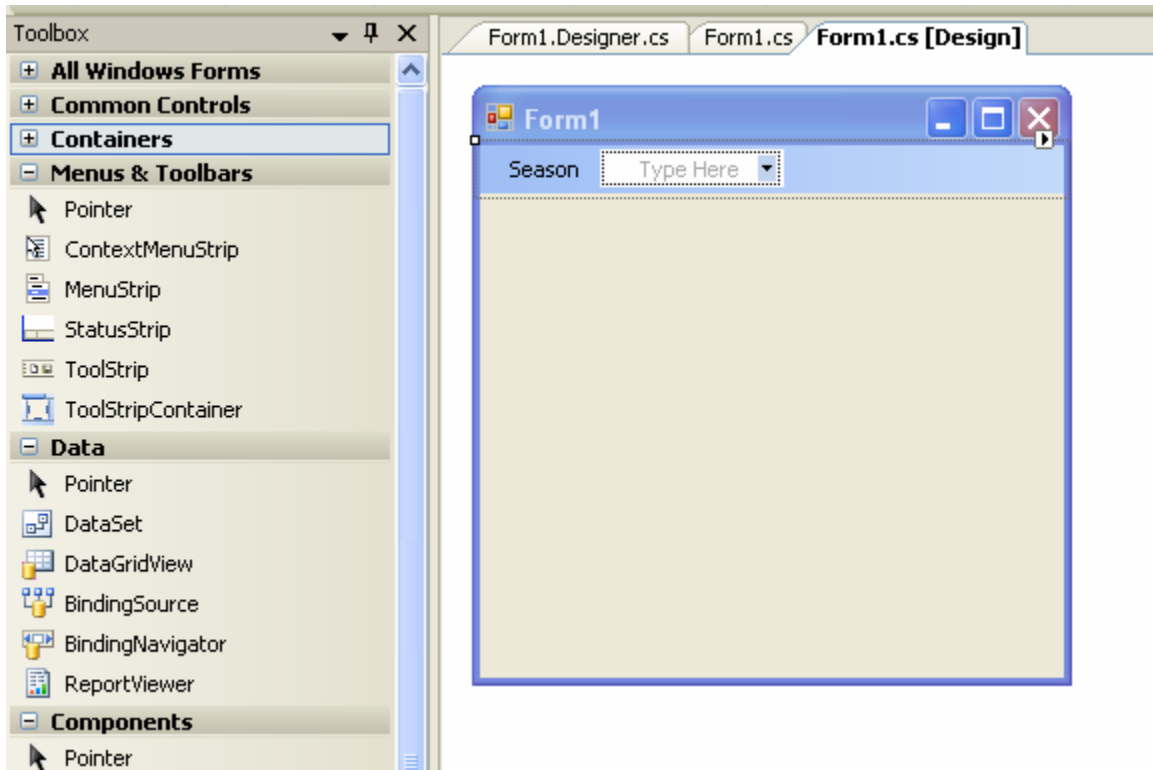 Toolbox
All Windows Forms
Common Controls
Containers
Menus & Toolbars
Pointer
ContextMenuStrip
MenuStrip
StatusStrip
ToolStrip
ToolStripContainer
Data
Pointer
DataSet
DataGridView
BindingSource
BindingNavigator
ReportViewer
Components
Pointer
Form1.Designer.cs Form1.cs Form1.cs [Design]
Form1
Season Type Here